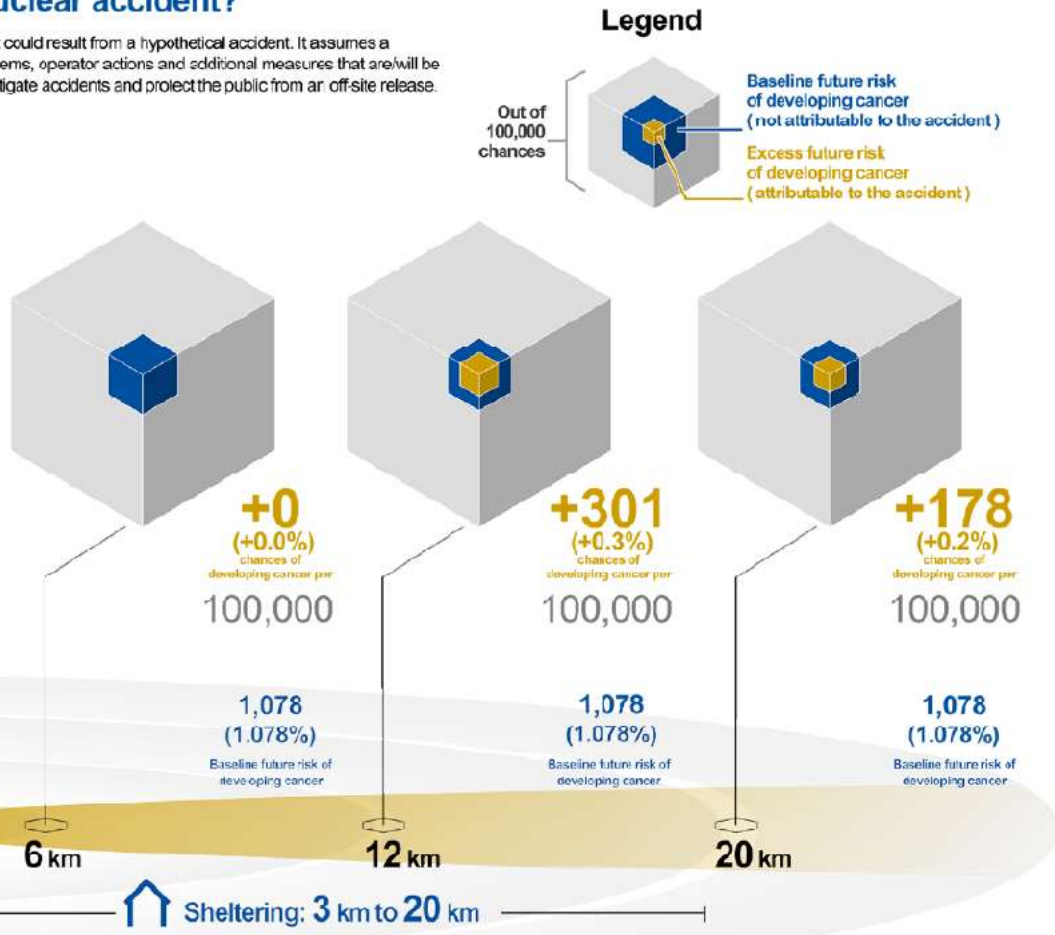 uclear accident?
t could result from a hypothetical accident. It assumes a
ems, operator actions and additional measures that are/will be
tigate accidents and protect the public from an off-site release.
Legend
Out of
100,000
chances
Baseline future risk
of developing cancer
( not attributable to the accident )
Excess future risk
of developing cancer
( attributable to the accident )
+0
(+0.0%)
chances of
developing cancer per
100,000
+301
(+0.3%)
chances of
developing cancer per
100,000
+178
(+0.2%)
chances of
developing cancer per
100,000
1,078
(1.078%)
Baseline future risk of
developing cancer
1,078
(1.078%)
Baseline future risk of
developing cancer
1,078
(1.078%)
Baseline future risk of
developing cancer
6 km
12 km
20 km
Sheltering: 3 km to 20 km